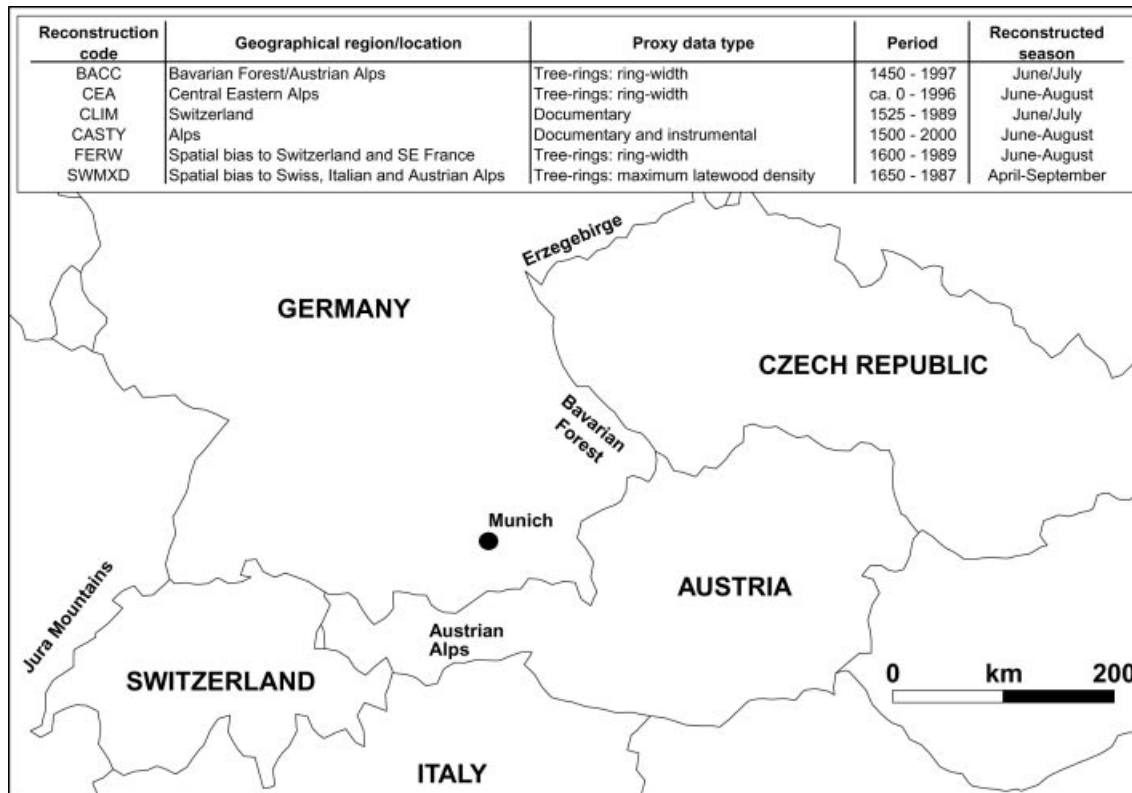 Reconstruction code Geographical region/location Proxy data type Period Reconstructed season
BACC Bavarian Forest/Austrian Alps Tree-rings: ring-width 1450 - 1997 June/July
CEA Central Eastern Alps Tree-rings: ring-width ca. 0 - 1996 June-August
CLIM Switzerland Documentary 1525 - 1989 June/July
CASTY Alps Documentary and instrumental 1500 - 2000 June-August
FERW Spatial bias to Switzerland and SE France Tree-rings: ring-width 1600 - 1989 June-August
SWMXD Spatial bias to Swiss, Italian and Austrian Alps Tree-rings: maximum latewood density 1650 - 1987 April-September
Erzegebirge
GERMANY
CZECH REPUBLIC
Bavarian
Forest
Munich
Jura Mountains
AUSTRIA
Austrian
Alps
SWITZERLAND
0 km 200
ITALY